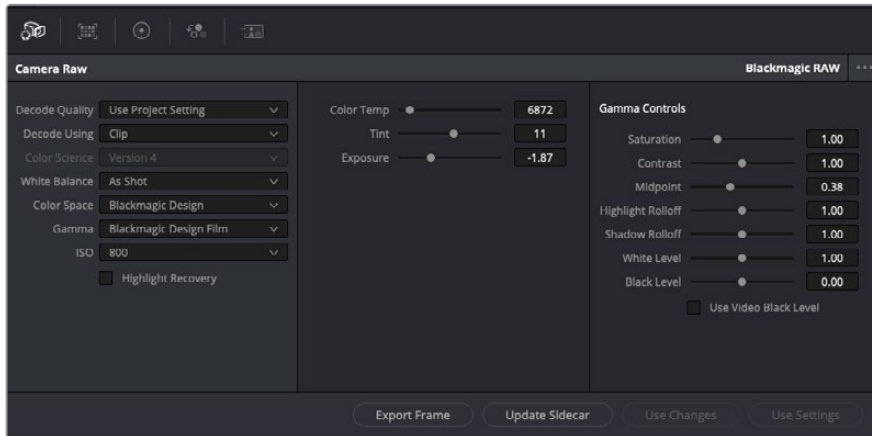 Camera Raw
Blackmagic RAW
Decode Quality Use Project Setting
Decode Using Clip
Color Science Version 4
White Balance As Shot
Color Space Blackmagic Design
Gamma Blackmagic Design Film
ISO 800
Highlight Recovery
Color Temp 6872
Tint 11
Exposure -1.87
Gamma Controls
Saturation 1.00
Contrast 1.00
Midpoint 0.38
Highlight Rolloff 1.00
Shadow Rolloff 1.00
White Level 1.00
Black Level 0.00
Use Video Black Level
Export Frame
Update Sidecar
Use Changes
Use Settings